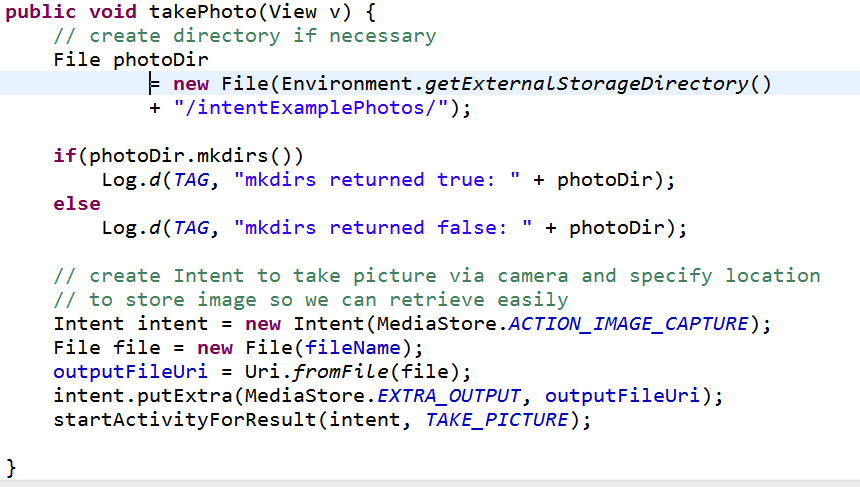 public void takePhoto(View v) {
    // create directory if necessary
    File photoDir
            = new File(Environment.getExternalStorageDirectory()
            + "/intentExamplePhotos/");

    if(photoDir.mkdirs())
        Log.d(TAG, "mkdirs returned true: " + photoDir);
    else
        Log.d(TAG, "mkdirs returned false: " + photoDir);

    // create Intent to take picture via camera and specify location
    // to store image so we can retrieve easily
    Intent intent = new Intent(MediaStore.ACTION_IMAGE_CAPTURE);
    File file = new File(fileName);
    outputFileUri = Uri.fromFile(file);
    intent.putExtra(MediaStore.EXTRA_OUTPUT, outputFileUri);
    startActivityForResult(intent, TAKE_PICTURE);

}